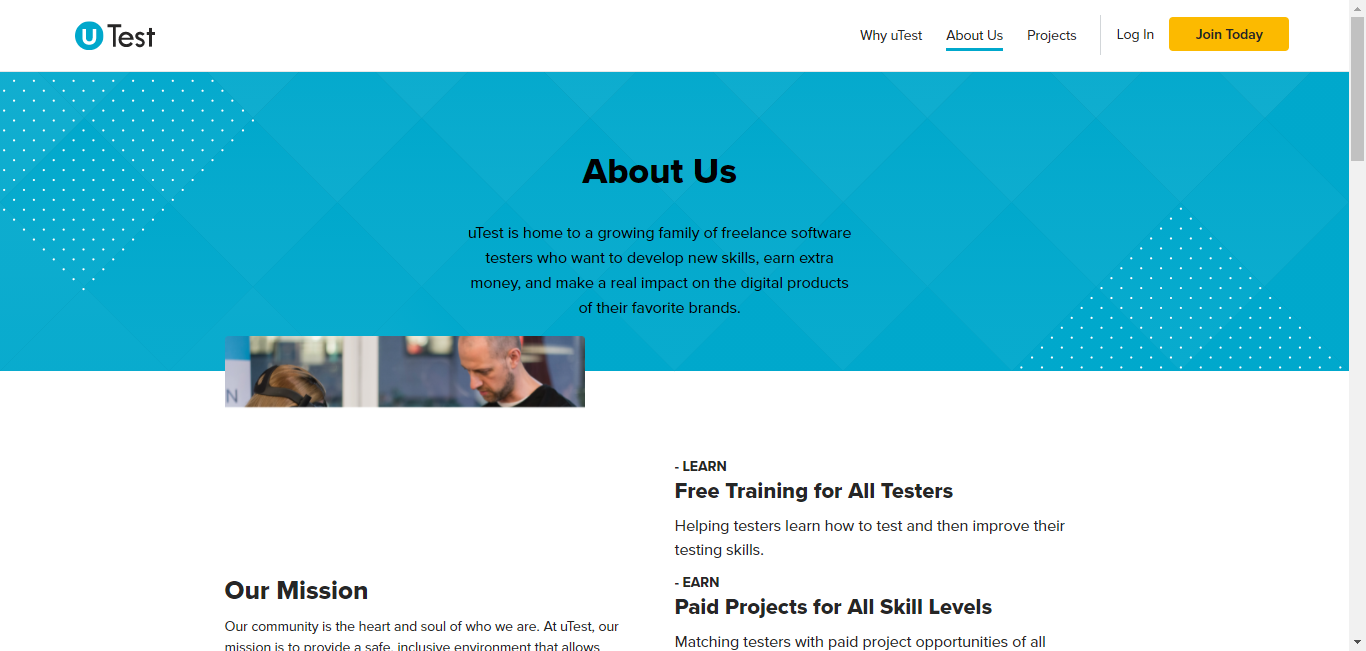 uTest
Why uTest
About Us
Projects
Log In
Join Today
About Us
uTest is home to a growing family of freelance software
testers who want to develop new skills, earn extra
money, and make a real impact on the digital products
of their favorite brands.
N
- LEARN
Free Training for All Testers
Helping testers learn how to test and then improve their
testing skills.
- EARN
Paid Projects for All Skill Levels
Matching testers with paid project opportunities of all
Our Mission
Our community is the heart and soul of who we are. At uTest, our
mission is to provide a safe, inclusive environment that allows